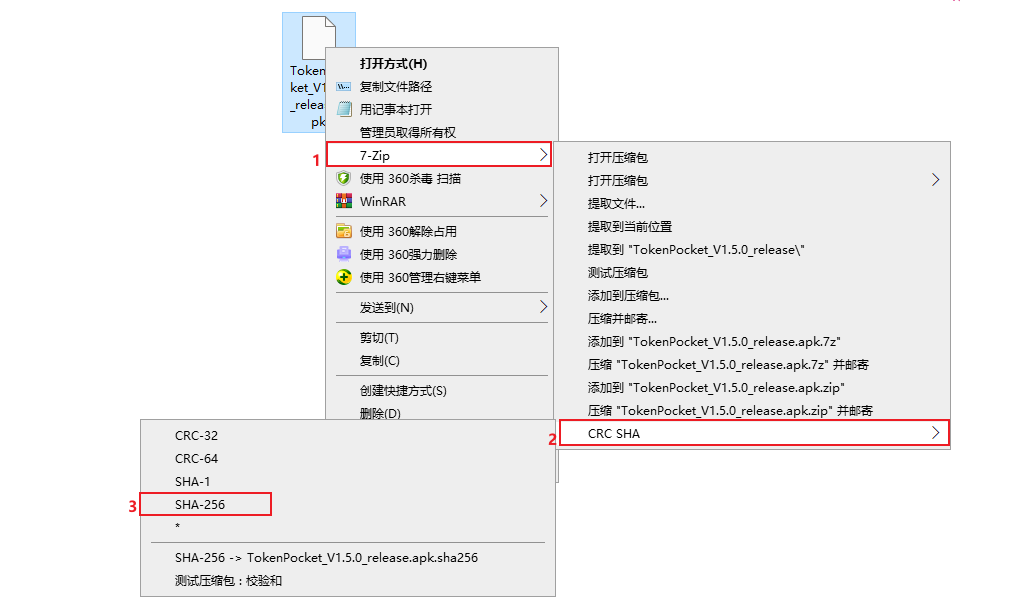 Token
ket_V1
_relea
pk
打开方式(H)
复制文件路径
用记事本打开
管理员取得所有权
1
7-Zip
使用 360杀毒 扫描
WinRAR
使用 360解除占用
使用 360强力删除
使用 360管理右键菜单
发送到(N)
剪切(T)
复制(C)
创建快捷方式(S)
删除(D)
打开压缩包
打开压缩包
提取文件...
提取到当前位置
提取到 "TokenPocket_V1.5.0_release\"
测试压缩包
添加到压缩包...
压缩并邮寄...
添加到 "TokenPocket_V1.5.0_release.apk.7z"
压缩 "TokenPocket_V1.5.0_release.apk.7z" 并邮寄
添加到 "TokenPocket_V1.5.0_release.apk.zip"
压缩 "TokenPocket_V1.5.0_release.apk.zip" 并邮寄
2
CRC SHA
CRC-32
CRC-64
SHA-1
3
SHA-256
*
SHA-256 -> TokenPocket_V1.5.0_release.apk.sha256
测试压缩包 : 校验和